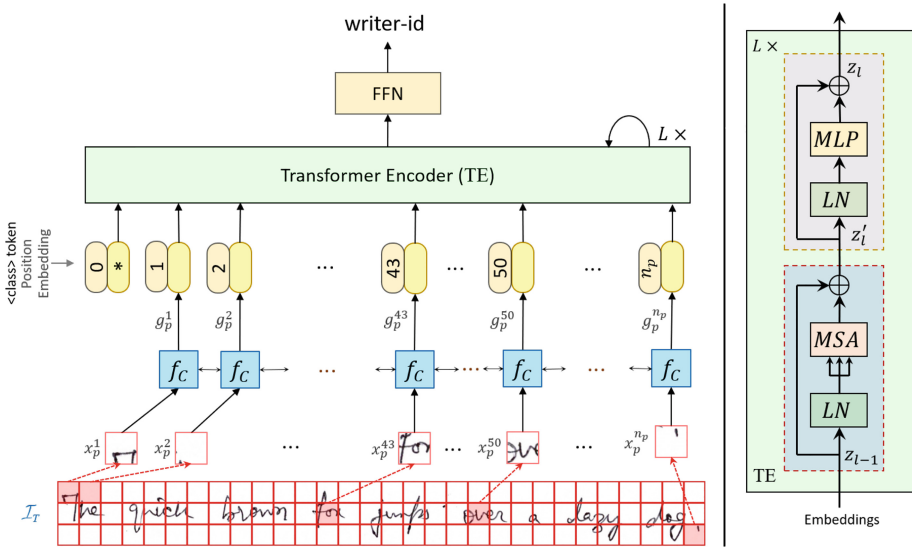 writer-id
FFN
L ×
Transformer Encoder (TE)
<class> token
Position
Embedding
0 * 1 2 ... 43 ... 50 ... n_p
g_p^1 g_p^2 g_p^43 g_p^50 g_p^{n_p}
f_C f_C ... f_C ... f_C ... f_C
x_p^1 x_p^2 ... x_p^43 for ... x_p^50 ove ... x_p^{n_p}
I_T The quick brown fox jumps over a lazy dog.
L ×
z_l
MLP
LN
z_l'
MSA
LN
z_{l-1}
TE
Embeddings